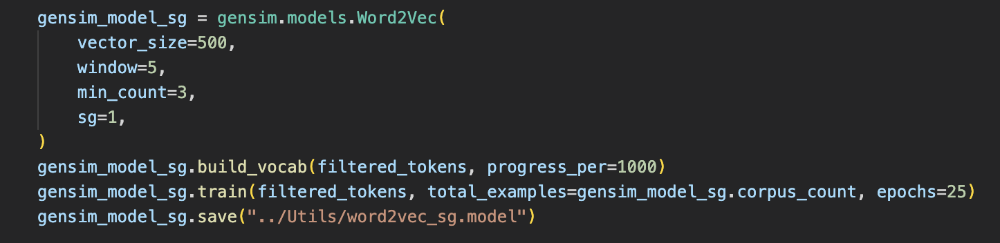 gensim_model_sg = gensim.models.Word2Vec(
    vector_size=500,
    window=5,
    min_count=3,
    sg=1,
)
gensim_model_sg.build_vocab(filtered_tokens, progress_per=1000)
gensim_model_sg.train(filtered_tokens, total_examples=gensim_model_sg.corpus_count, epochs=25)
gensim_model_sg.save("../Utils/word2vec_sg.model")